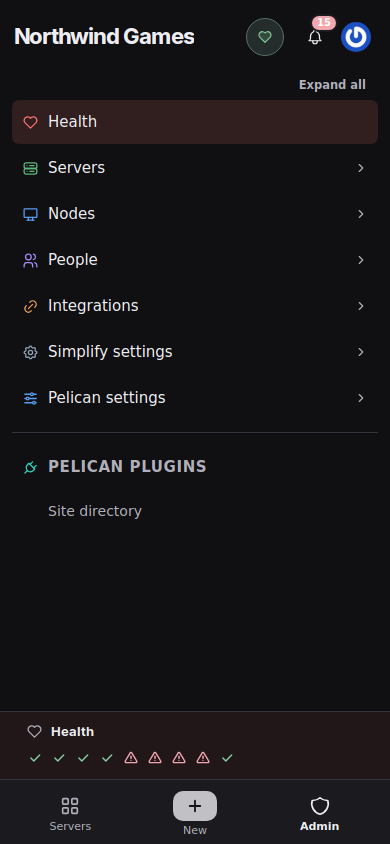 Northwind Games
15
Expand all
Health
Servers
Nodes
People
Integrations
Simplify settings
Pelican settings
PELICAN PLUGINS
Site directory
Health
Servers
New
Admin